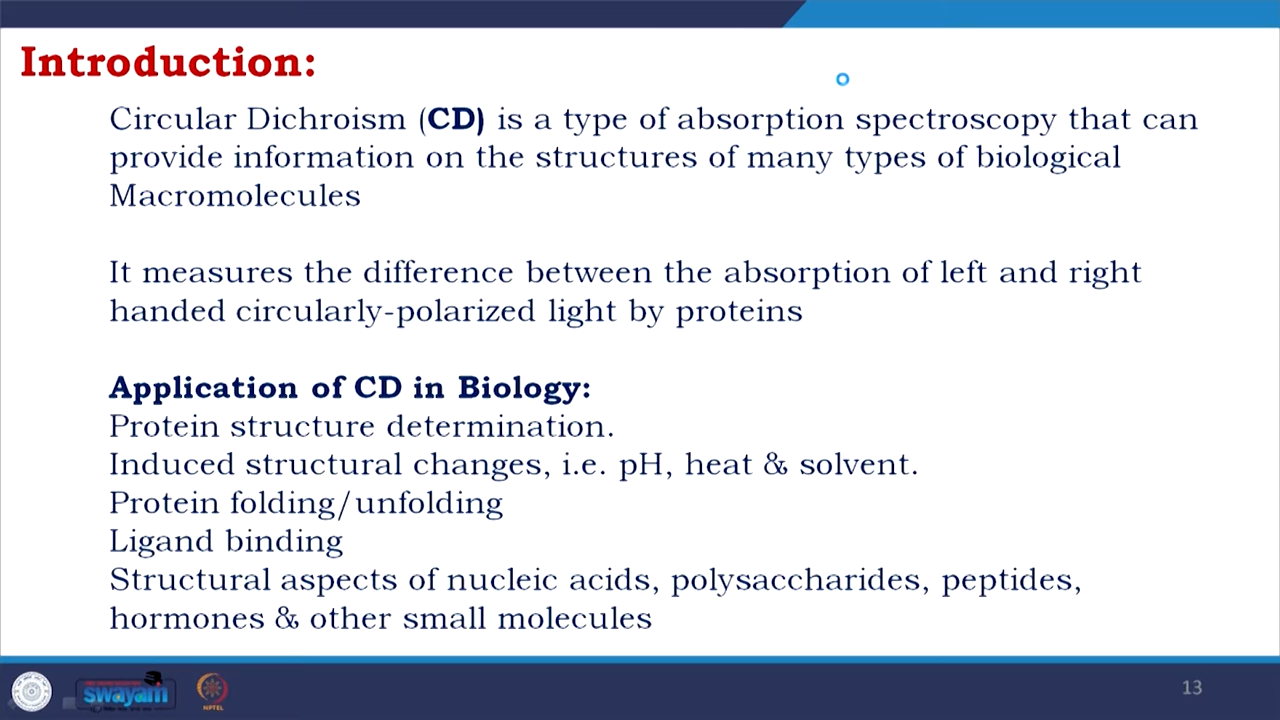 Introduction:
Circular Dichroism (CD) is a type of absorption spectroscopy that can
provide information on the structures of many types of biological
Macromolecules
It measures the difference between the absorption of left and right
handed circularly-polarized light by proteins
Application of CD in Biology:
Protein structure determination.
Induced structural changes, i.e. pH, heat & solvent.
Protein folding/unfolding
Ligand binding
Structural aspects of nucleic acids, polysaccharides, peptides,
hormones & other small molecules
swayam
NPTEL
13